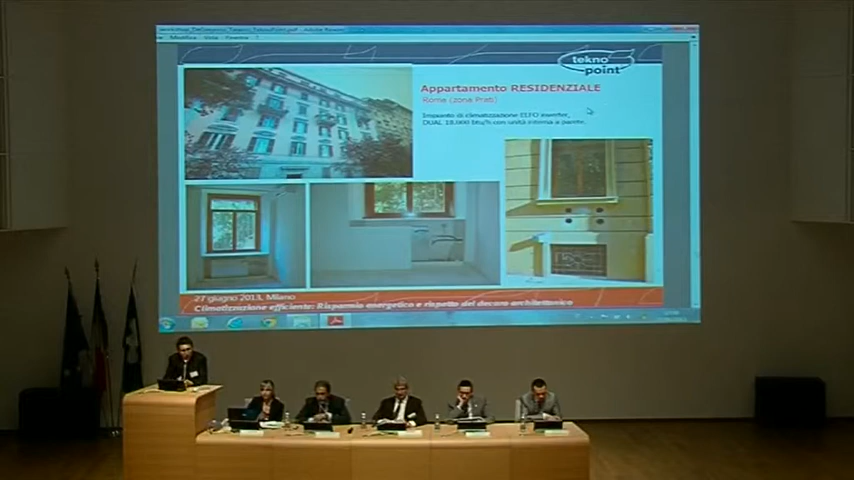 tekno
point
Appartamento RESIDENZIALE
Roma (zona Prati)
Impianto di climatizzazione ELFO inverter,
DUAL 18.000 btu/h con unità interna a parete.
27 giugno 2013, Milano
Climatizzazione efficiente: Risparmio energetico e rispetto del decoro architettonico